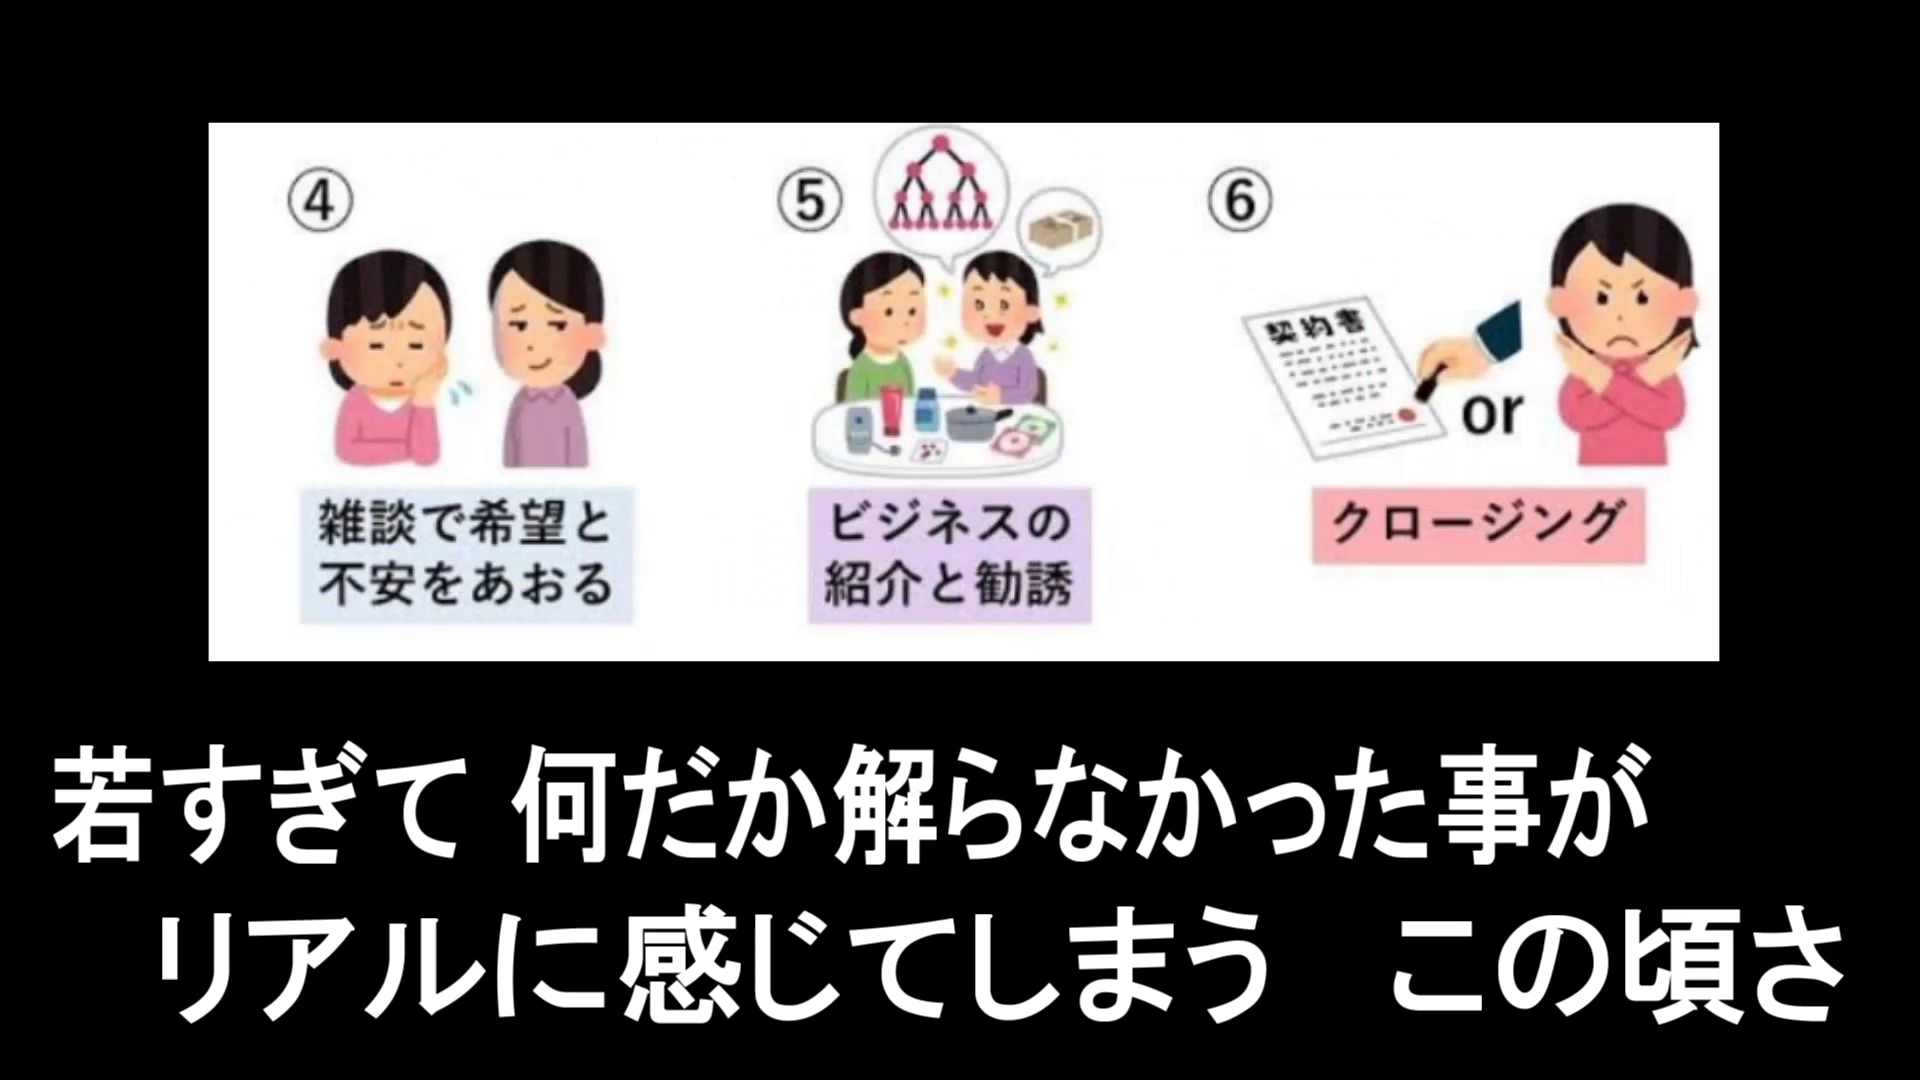 ④
雑談で希望と
不安をあおる
⑤
ビジネスの
紹介と勧誘
⑥
契約書
or
クロージング
若すぎて 何だか解らなかった事が
リアルに感じてしまう この頃さ